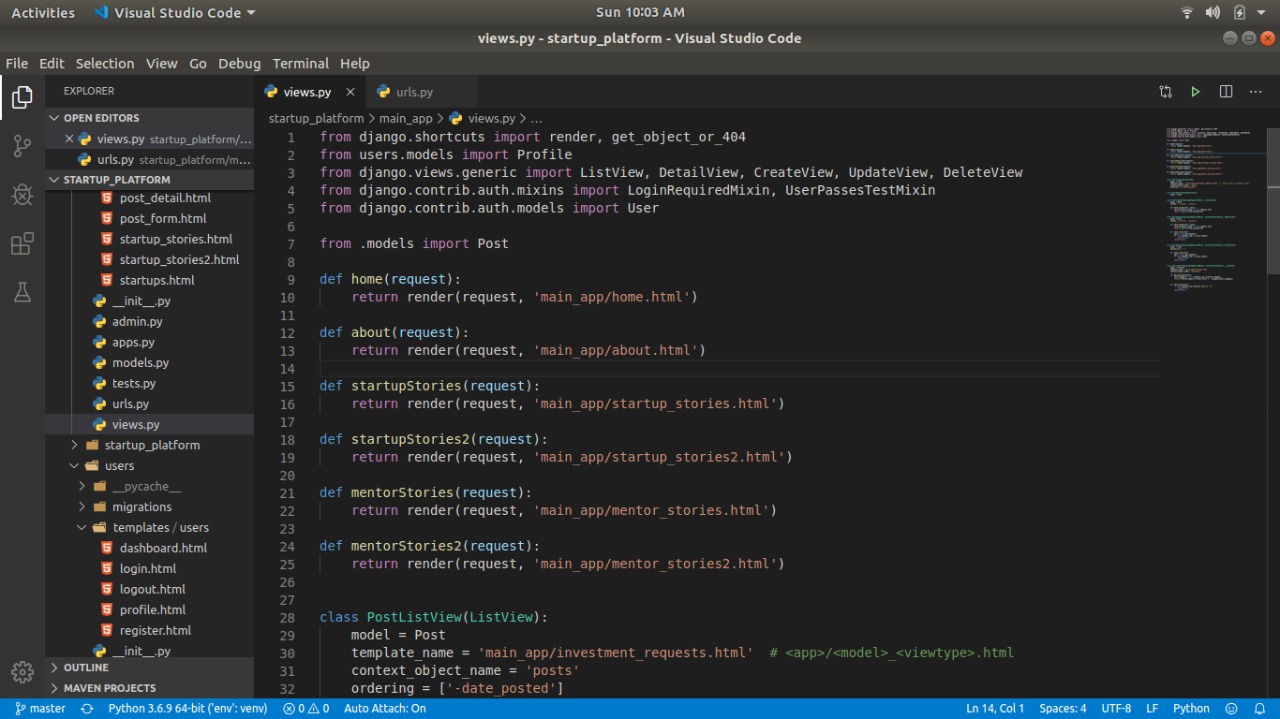 Activities
Visual Studio Code
Sun 10:03 AM
views.py - startup_platform - Visual Studio Code
File Edit Selection View Go Debug Terminal Help
EXPLORER
OPEN EDITORS
views.py startup_platform/...
urls.py startup_platform/m...
STARTUP_PLATFORM
post_detail.html
post_form.html
startup_stories.html
startup_stories2.html
startups.html
__init__.py
admin.py
apps.py
models.py
tests.py
urls.py
views.py
startup_platform
users
__pycache__
migrations
templates / users
dashboard.html
login.html
logout.html
profile.html
register.html
__init__.py
OUTLINE
MAVEN PROJECTS
views.py
urls.py
startup_platform > main_app > views.py > ...
1 from django.shortcuts import render, get_object_or_404
2 from users.models import Profile
3 from django.views.generic import ListView, DetailView, CreateView, UpdateView, DeleteView
4 from django.contrib.auth.mixins import LoginRequiredMixin, UserPassesTestMixin
5 from django.contrib.auth.models import User
6
7 from .models import Post
8
9 def home(request):
10 return render(request, 'main_app/home.html')
11
12 def about(request):
13 return render(request, 'main_app/about.html')
14
15 def startupStories(request):
16 return render(request, 'main_app/startup_stories.html')
17
18 def startupStories2(request):
19 return render(request, 'main_app/startup_stories2.html')
20
21 def mentorStories(request):
22 return render(request, 'main_app/mentor_stories.html')
23
24 def mentorStories2(request):
25 return render(request, 'main_app/mentor_stories2.html')
26
27
28 class PostListView(ListView):
29 model = Post
30 template_name = 'main_app/investment_requests.html' # <app>/<model>_<viewtype>.html
31 context_object_name = 'posts'
32 ordering = ['-date_posted']
master
Python 3.6.9 64-bit ('env': venv)
0
0
Auto Attach: On
Ln 14, Col 1
Spaces: 4
UTF-8
LF
Python